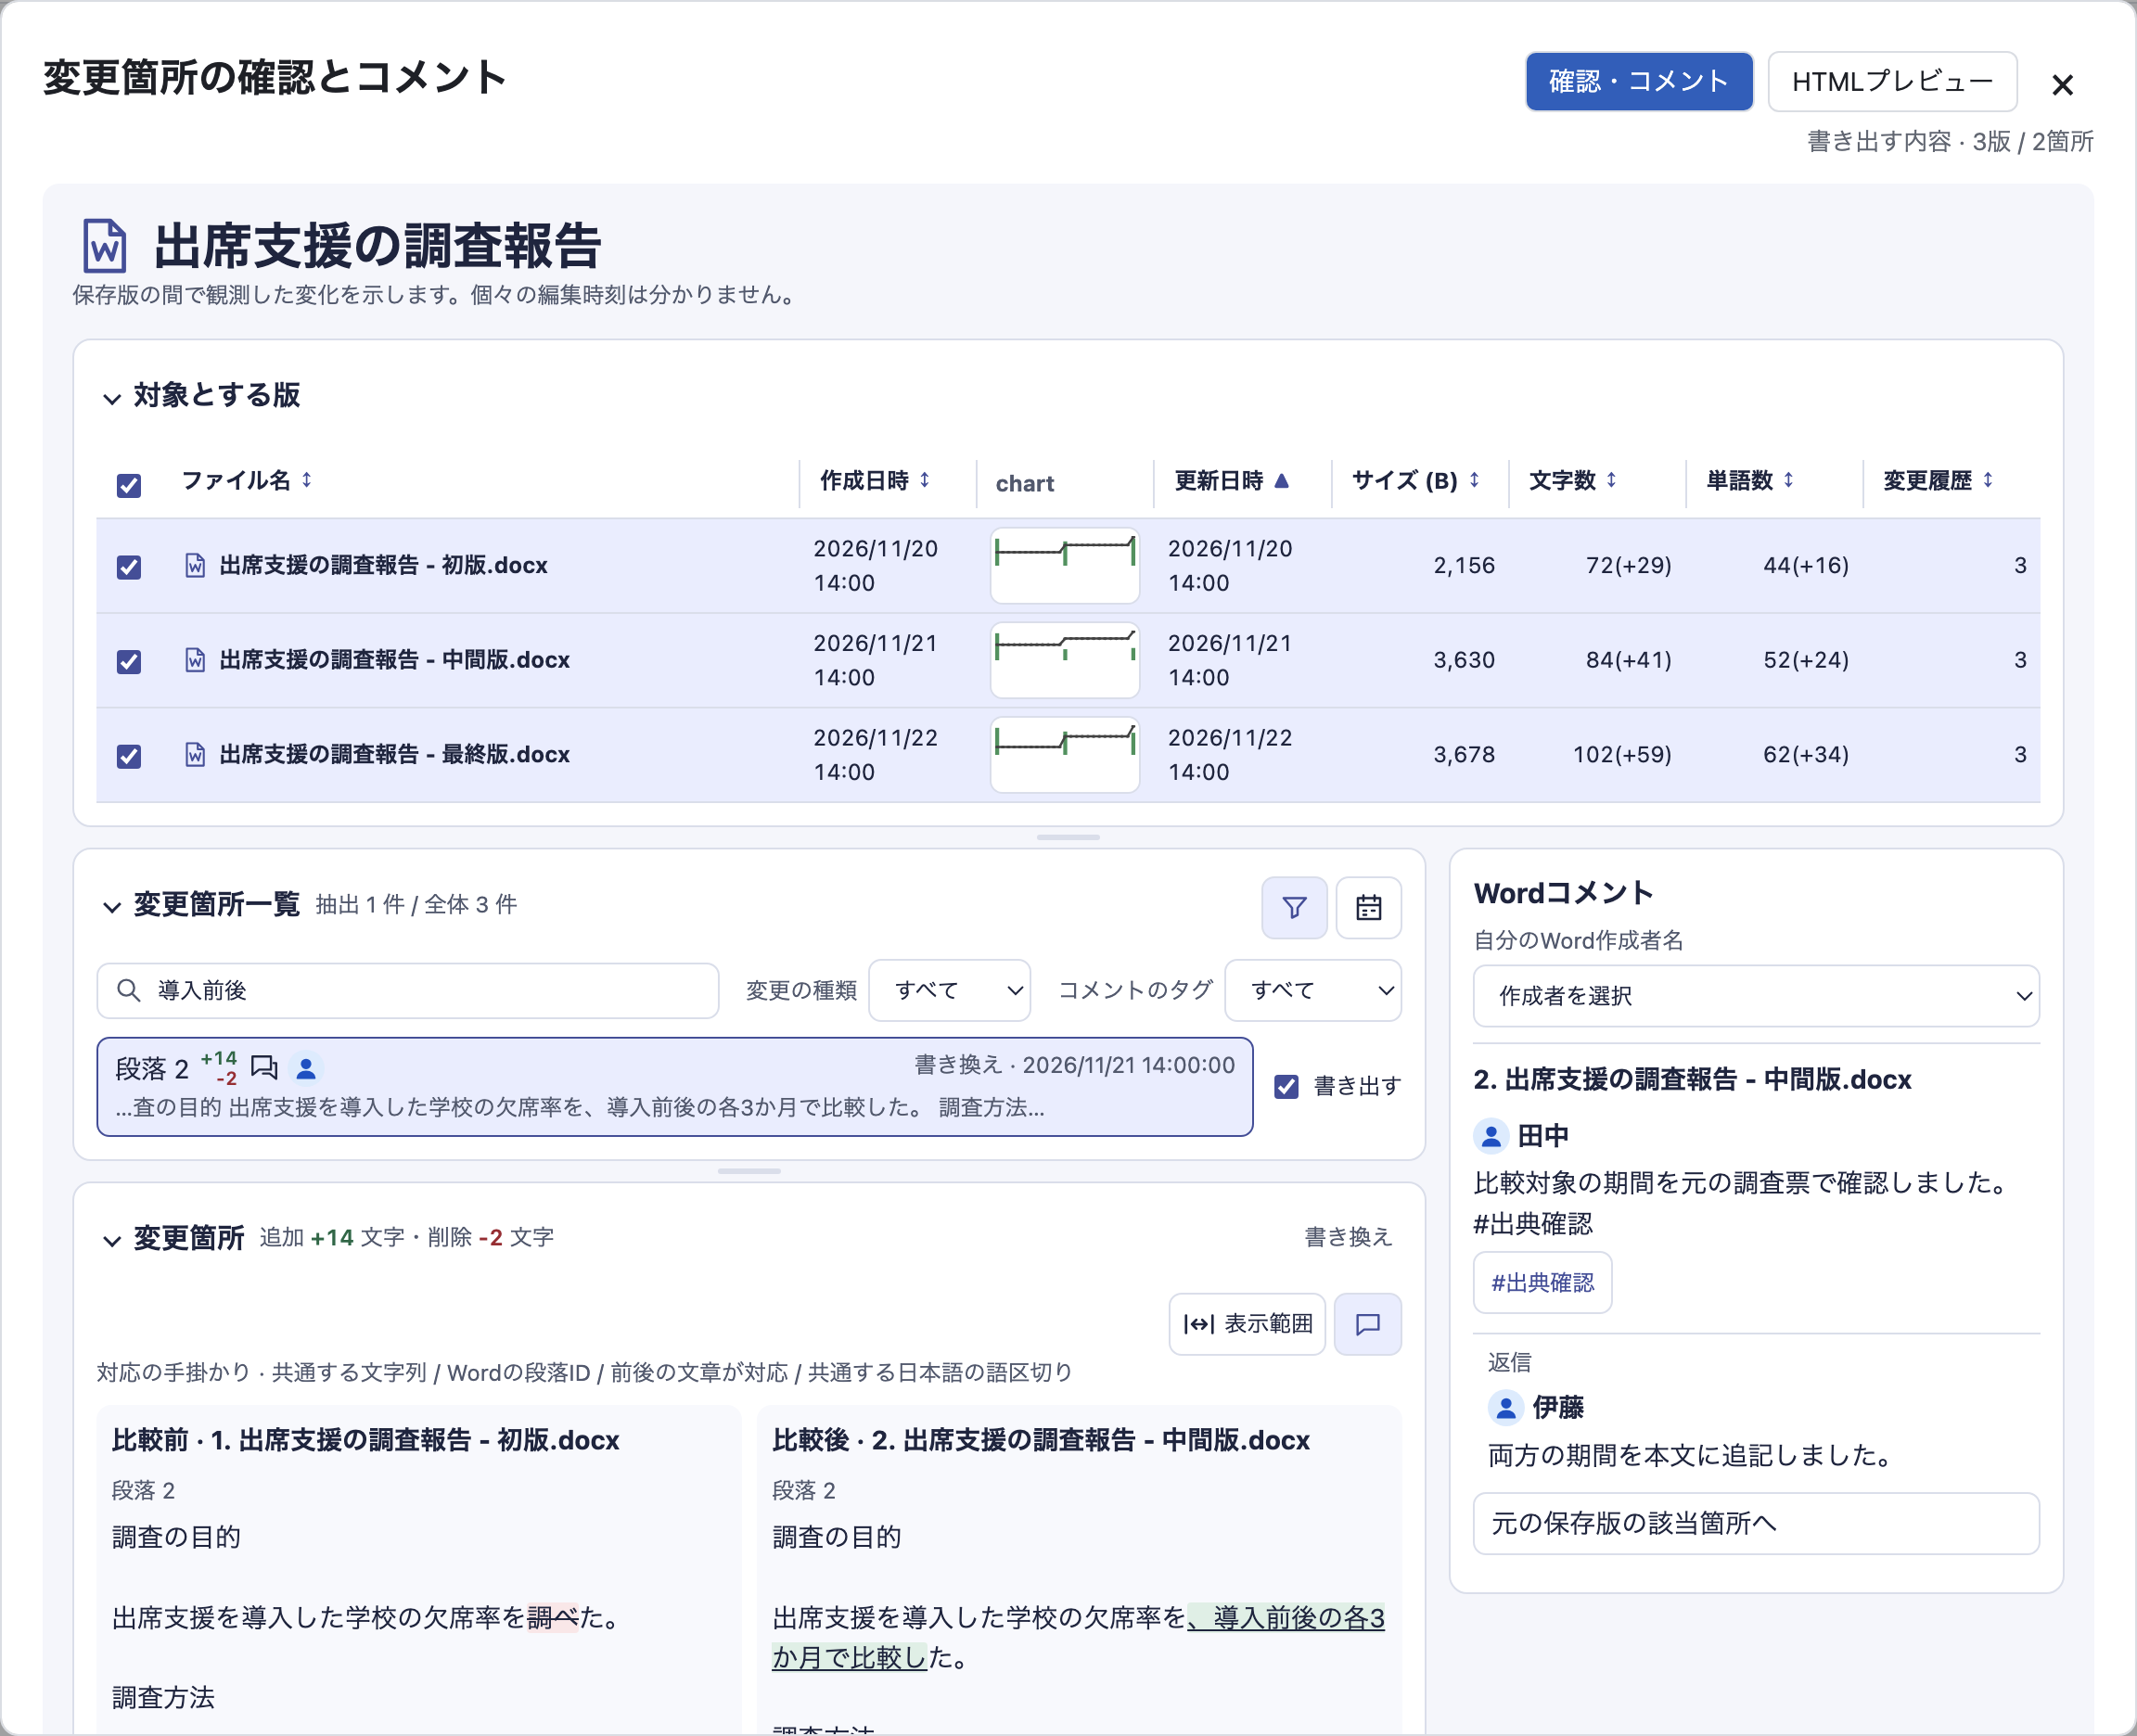 変更箇所の確認とコメント
確認・コメント
HTMLプレビュー
書き出す内容 · 3版 / 2箇所
出席支援の調査報告
保存版の間で観測した変化を示します。個々の編集時刻は分かりません。
対象とする版
ファイル名 作成日時 chart 更新日時 サイズ (B) 文字数 単語数 変更履歴
出席支援の調査報告 - 初版.docx 2026/11/20 14:00 2026/11/20 14:00 2,156 72(+29) 44(+16) 3
出席支援の調査報告 - 中間版.docx 2026/11/21 14:00 2026/11/21 14:00 3,630 84(+41) 52(+24) 3
出席支援の調査報告 - 最終版.docx 2026/11/22 14:00 2026/11/22 14:00 3,678 102(+59) 62(+34) 3
変更箇所一覧 抽出 1 件 / 全体 3 件
導入前後 変更の種類 すべて コメントのタグ すべて
段落 2 +14 -2 書き換え · 2026/11/21 14:00:00
...査の目的 出席支援を導入した学校の欠席率を、導入前後の各3か月で比較した。 調査方法...
書き出す
変更箇所 追加 +14 文字・削除 -2 文字 書き換え
表示範囲
対応の手掛かり · 共通する文字列 / Wordの段落ID / 前後の文章が対応 / 共通する日本語の語区切り
比較前 · 1. 出席支援の調査報告 - 初版.docx
段落 2
調査の目的
出席支援を導入した学校の欠席率を調べた。
調査方法
比較後 · 2. 出席支援の調査報告 - 中間版.docx
段落 2
調査の目的
出席支援を導入した学校の欠席率を、導入前後の各3
か月で比較した。
Wordコメント
自分のWord作成者名
作成者を選択
2. 出席支援の調査報告 - 中間版.docx
田中
比較対象の期間を元の調査票で確認しました。
#出典確認
#出典確認
返信
伊藤
両方の期間を本文に追記しました。
元の保存版の該当箇所へ